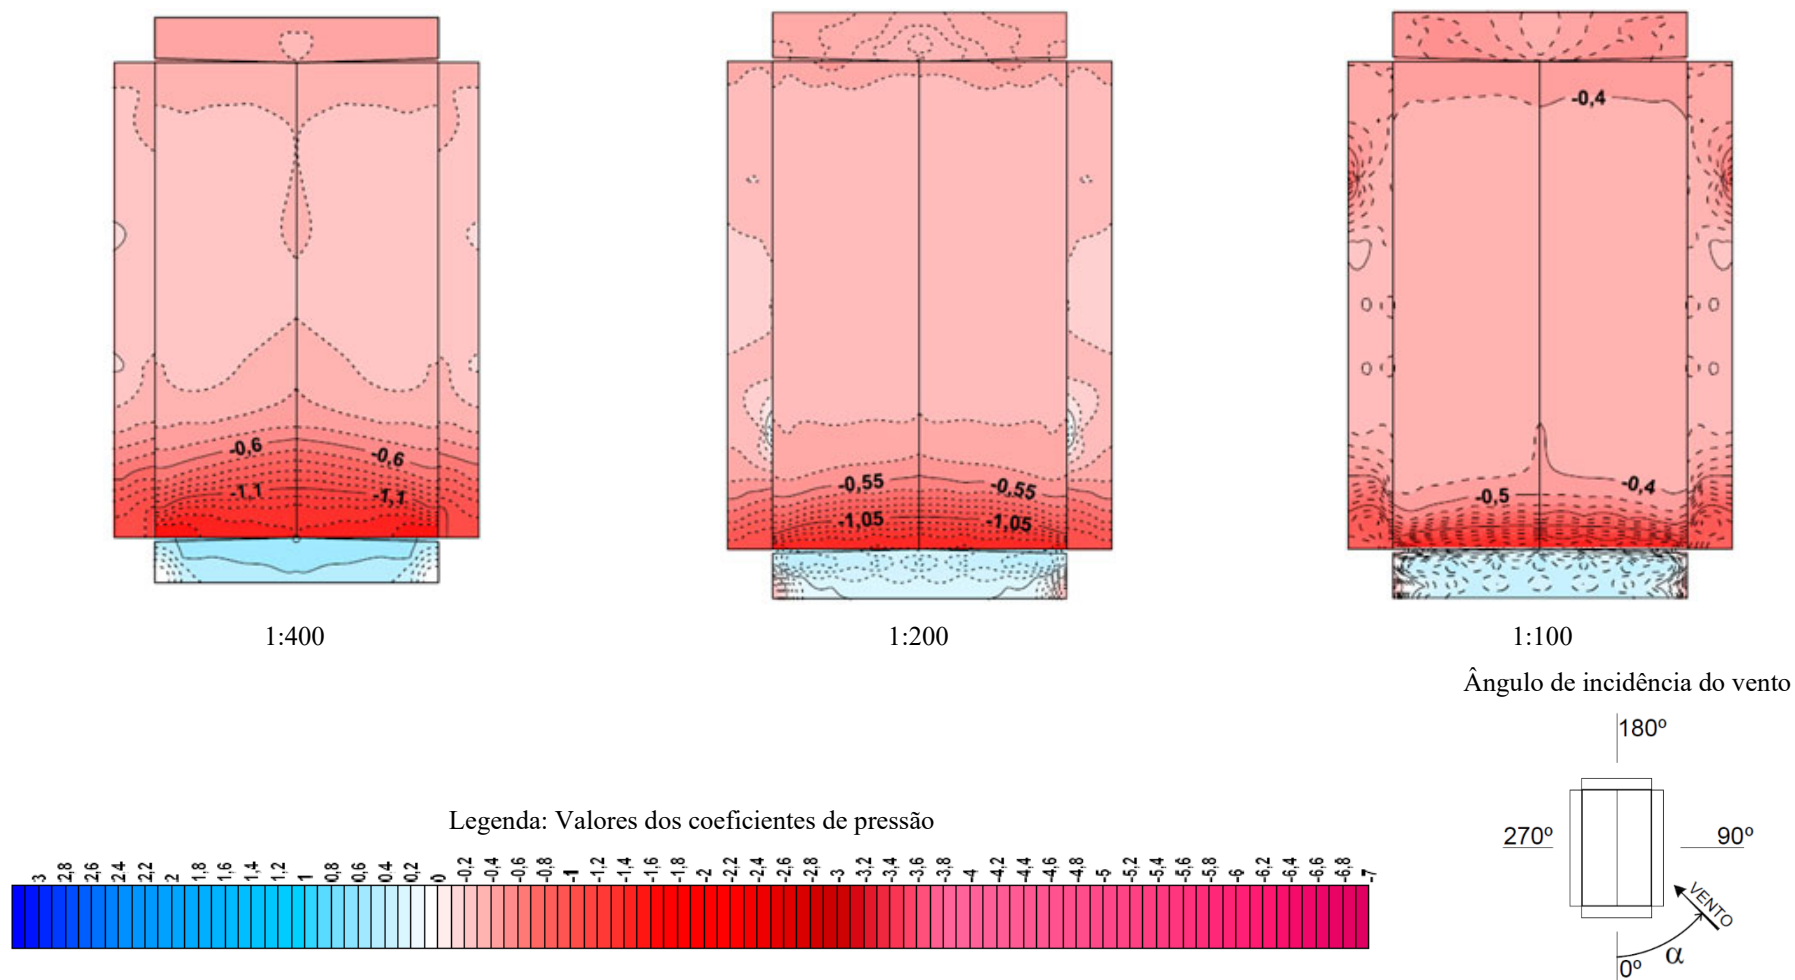 -0,4
-0,6
-0,6
-1,1
-1,1
-0,55
-0,55
-1,05
-1,05
-0,4
-0,5
1:400
1:200
1:100
Ângulo de incidência do vento
180º
270º
90º
VENTO
α
0º
Legenda: Valores dos coeficientes de pressão
3 2,8 2,6 2,4 2,2 2 1,8 1,6 1,4 1,2 1 0,8 0,6 0,4 0,2 0 -0,2 -0,4 -0,6 -0,8 -1 -1,2 -1,4 -1,6 -1,8 -2 -2,2 -2,4 -2,6 -2,8 -3 -3,2 -3,4 -3,6 -3,8 -4 -4,2 -4,4 -4,6 -4,8 -5 -5,2 -5,4 -5,6 -5,8 -6 -6,2 -6,4 -6,6 -6,8 -7